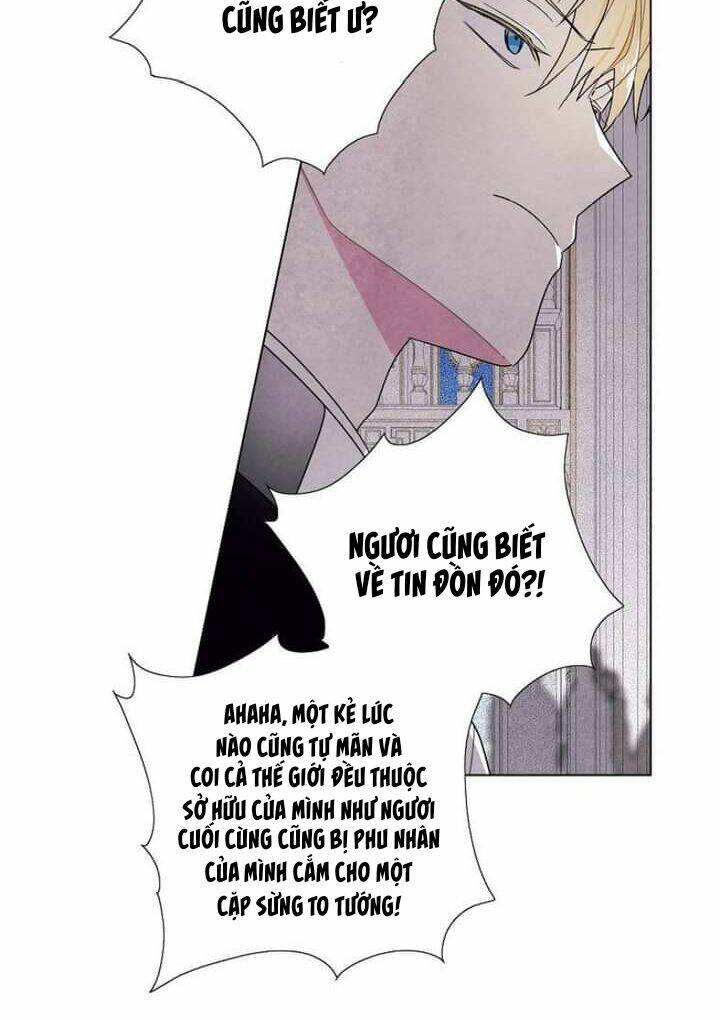 CŨNG BIẾT Ư?
NGƯƠI CŨNG BIẾT
VỀ TIN ĐỒN ĐÓ?!
AHAHA, MỘT KẺ LÚC
NÀO CŨNG TỰ MÃN VÀ
COI CẢ THẾ GIỚI ĐỀU THUỘC
SỞ HỮU CỦA MÌNH NHƯ NGƯƠI
CUỐI CÙNG CŨNG BỊ PHU NHÂN
CỦA MÌNH CẮM CHO MỘT
CẶP SỪNG TO TƯỚNG!